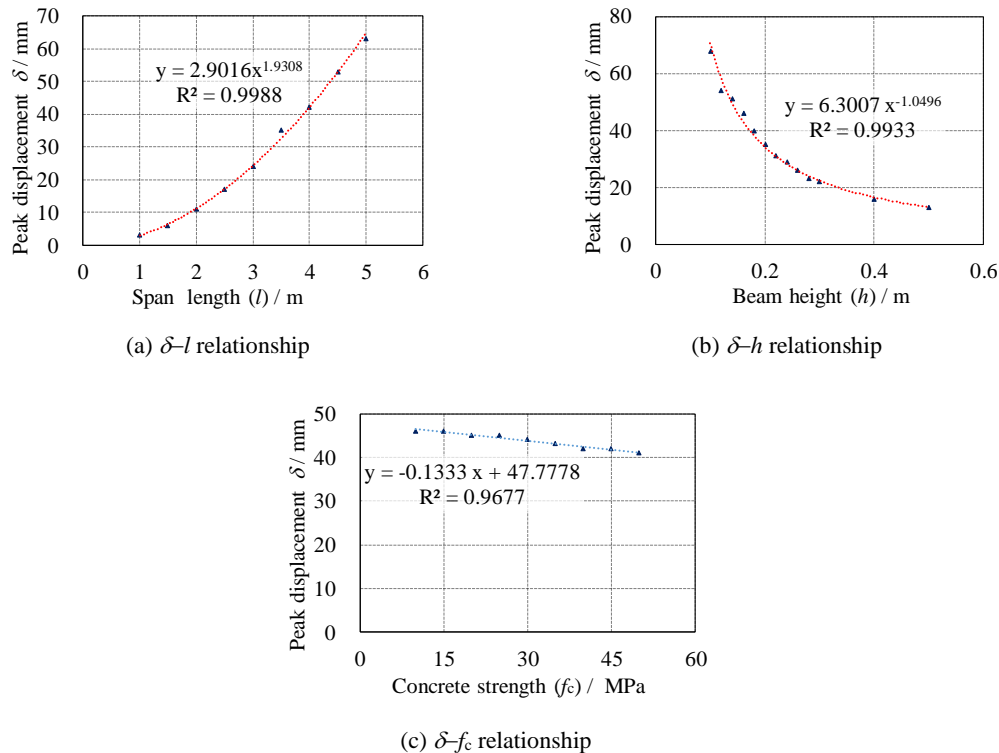 70
60
50
40
30
20
10
0
Peak displacement δ / mm
y = 2.9016x^1.9308
R² = 0.9988
0 1 2 3 4 5 6
Span length (l) / m
(a) δ–l relationship
80
60
40
20
0
Peak displacement δ / mm
y = 6.3007 x^-1.0496
R² = 0.9933
0 0.2 0.4 0.6
Beam height (h) / m
(b) δ–h relationship
50
40
30
20
10
0
Peak displacement δ / mm
y = -0.1333 x + 47.7778
R² = 0.9677
0 15 30 45 60
Concrete strength (fc) / MPa
(c) δ–fc relationship